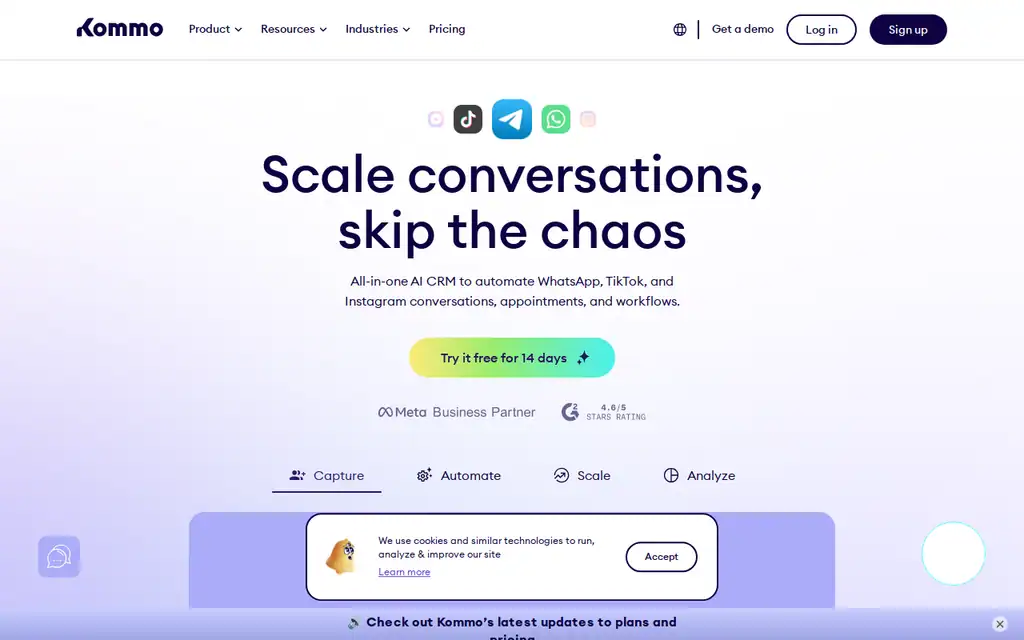 Kommo Product Resources Industries Pricing Get a demo Log in Sign up
Scale conversations,
skip the chaos
All-in-one AI CRM to automate WhatsApp, TikTok, and
Instagram conversations, appointments, and workflows.
Try it free for 14 days
Meta Business Partner
4.6/5
STARS RATING
Capture Automate Scale Analyze
We use cookies and similar technologies to run,
analyze & improve our site
Learn more
Accept
Check out Kommo's latest updates to plans and
pricing